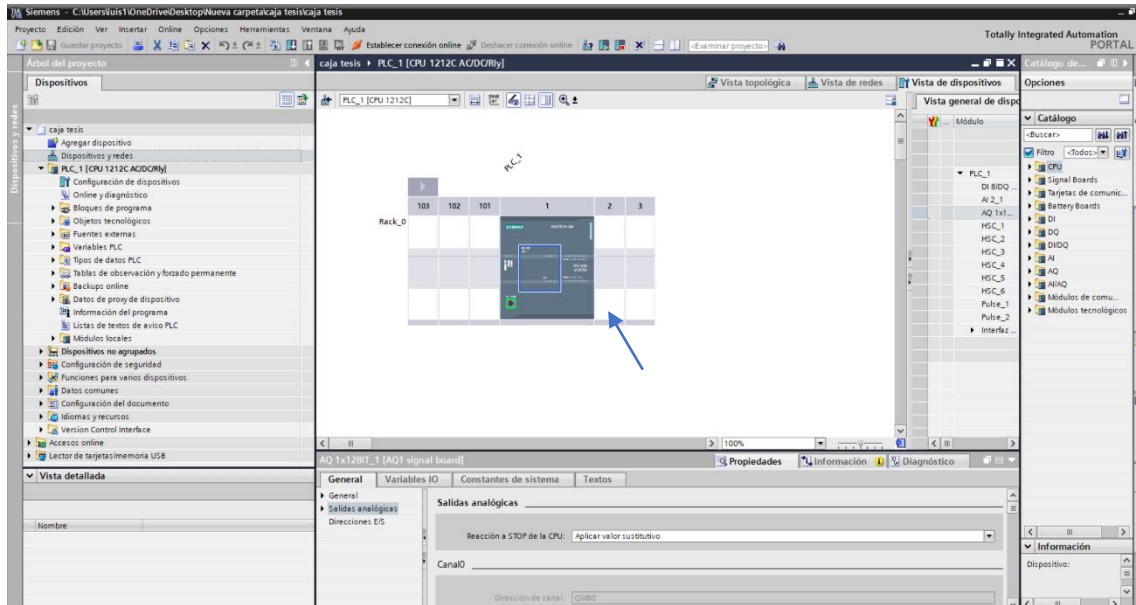 Siemens - C:\Users\luis1\OneDrive\Desktop\Nueva carpeta\caja tesis\caja tesis
Proyecto Edición Ver Insertar Online Opciones Herramientas Ventana Ayuda
Guardar proyecto Establecer conexión online Deshacer conexión online <Examinar proyecto>
Totally Integrated Automation
PORTAL
Árbol del proyecto
Dispositivos
Dispositivos y redes
caja tesis
Agregar dispositivo
Dispositivos y redes
PLC_1 [CPU 1212C AC/DC/Rly]
Configuración de dispositivos
Online y diagnóstico
Bloques de programa
Objetos tecnológicos
Fuentes externas
Variables PLC
Tipos de datos PLC
Tablas de observación y forzado permanente
Backups online
Datos de proxy de dispositivo
Información del programa
Listas de textos de aviso PLC
Módulos locales
Dispositivos no agrupados
Configuración de seguridad
Funciones para varios dispositivos
Datos comunes
Configuración del documento
Idiomas y recursos
Version Control Interface
Accesos online
Lector de tarjetas/memoria USB
Vista detallada
Nombre
caja tesis PLC_1 [CPU 1212C AC/DC/Rly]
Vista topológica Vista de redes Vista de dispositivos
PLC_1 [CPU 1212C]
PLC_1
103 102 101 1 2 3
Rack_0
SIEMENS
100%
Vista general de dispo
... Módulo
PLC_1
DI 8/DQ ...
AI 2_1
AQ 1x1...
HSC_1
HSC_2
HSC_3
HSC_4
HSC_5
HSC_6
Pulse_1
Pulse_2
Interfaz ...
AQ 1x12BIT_1 [AQ1 signal board]
Propiedades Información Diagnóstico
General Variables IO Constantes de sistema Textos
General
Salidas analógicas
Direcciones E/S
Salidas analógicas
Reacción a STOP de la CPU: Aplicar valor sustitutivo
Canal0
Dirección de canal: QW80
Catálogo de...
Opciones
Catálogo
<Buscar>
Filtro <Todos>
CPU
Signal Boards
Tarjetas de comunic...
Battery Boards
DI
DQ
DI/DQ
AI
AQ
AI/AQ
Módulos de comu...
Módulos tecnológicos
Información
Dispositivo: